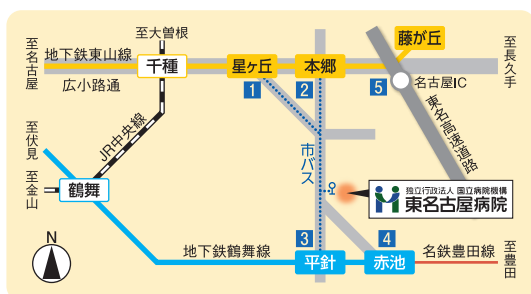 至大曽根
藤が丘
至名古屋
地下鉄東山線
千種
星ヶ丘
本郷
至長久手
広小路通
1
2
5
名古屋IC
至伏見
JR中央線
市バス
東名高速道路
至金山
鶴舞
独立行政法人 国立病院機構
東名古屋病院
N
地下鉄鶴舞線
3
平針
4
赤池
名鉄豊田線
至豊田